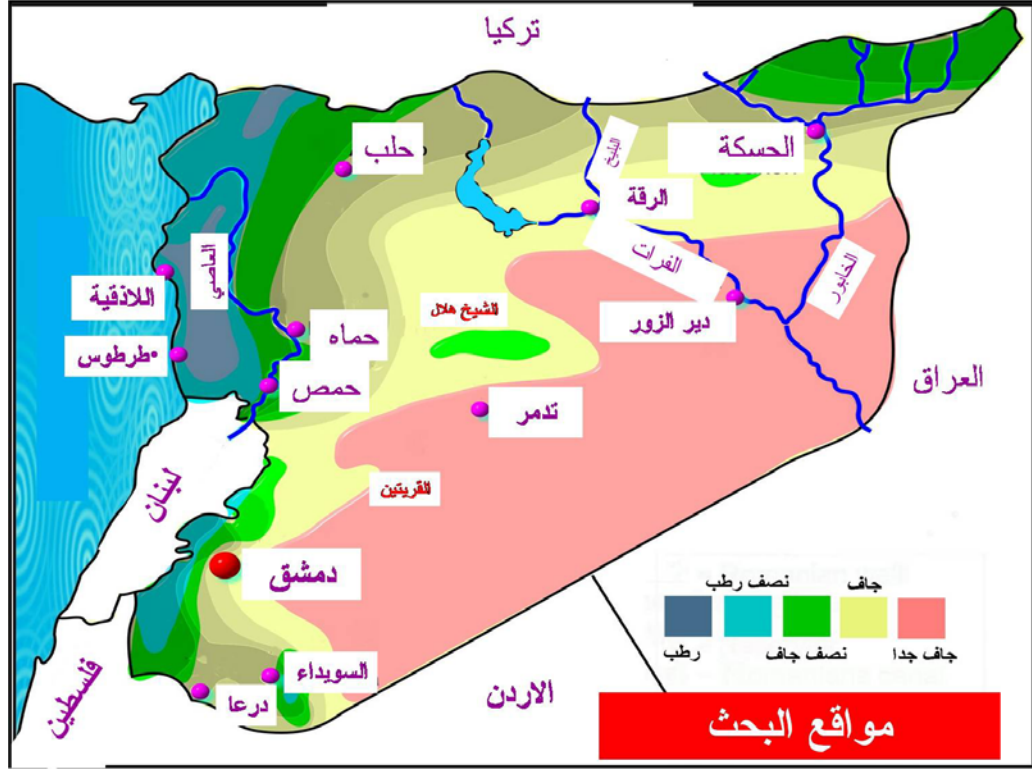 تركيا
حلب
الحسكة
البليخ
الرقة
الفرات
الخابور
العاصي
اللاذقية
الشيخ هلال
دير الزور
حماه
طرطوس
حمص
العراق
تدمر
لبنان
القريتين
دمشق
نصف رطب
جاف
رطب
نصف جاف
جاف جدا
السويداء
درعا
فلسطين
الاردن
مواقع البحث